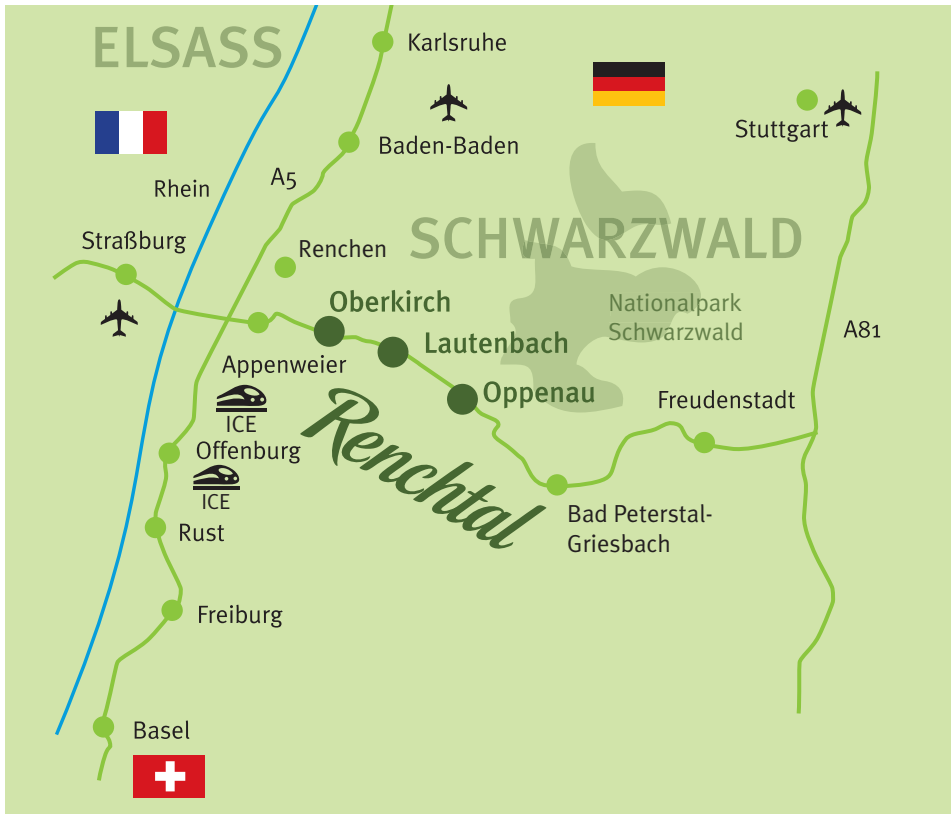 ELSASS
Karlsruhe
Stuttgart
Baden-Baden
Rhein
A5
Straßburg
Renchen
SCHWARZWALD
Oberkirch
Nationalpark
Schwarzwald
A81
Lautenbach
Appenweier
Oppenau
Freudenstadt
ICE
Offenburg
Renchtal
ICE
Bad Peterstal-
Griesbach
Rust
Freiburg
Basel